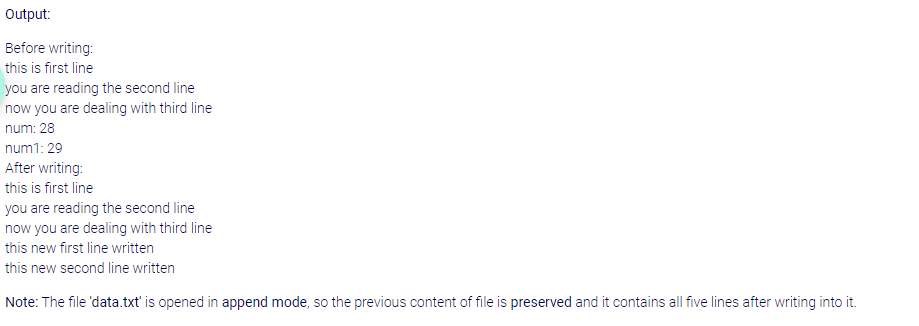 Output:
Before writing:
this is first line
you are reading the second line
now you are dealing with third line
num: 28
num1: 29
After writing:
this is first line
you are reading the second line
now you are dealing with third line
this new first line written
this new second line written
Note: The file 'data.txt' is opened in append mode, so the previous content of file is preserved and it contains all five lines after writing into it.